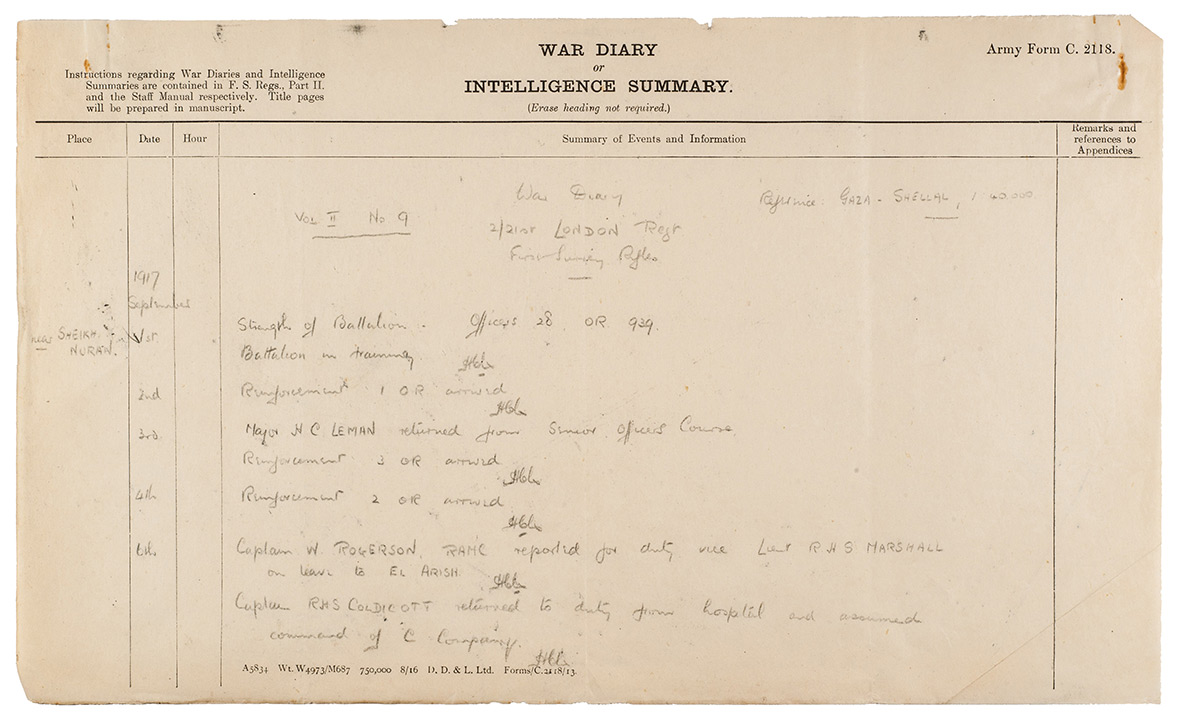 Instructions regarding War Diaries and Intelligence
Summaries are contained in F. S. Regs., Part II.
and the Staff Manual respectively. Title pages
will be prepared in manuscript.
WAR DIARY
or
INTELLIGENCE SUMMARY.
(Erase heading not required.)
Army Form C. 2118.
Place
Date
Hour
Summary of Events and Information
Remarks and
references to
Appendices
War Diary
Reference: GAZA - SHELLAL, 1/40,000
VOL II No 9
2/21st LONDON Regt
First Surrey Rifles
1917
September
near SHEIKH
NURAN.
1st
Strength of Battalion. Officers 28 OR 939.
Battalion in training.
2nd
Reinforcement 1 OR arrived
3rd
Major H C LEMAN returned from Senior Officers Course.
Reinforcement 3 OR arrived
4th
Reinforcement 2 OR arrived
6th
Captain W. ROGERSON, RAMC reported for duty vice Lieut R H S MARSHALL
on leave to EL ARISH.
Captain RHS COLDICOTT returned to duty from hospital and assumed
command of C Company.
A5834 Wt. W4973/M687 750,000 8/16 D. D. & L. Ltd. Forms/C.2118/13.